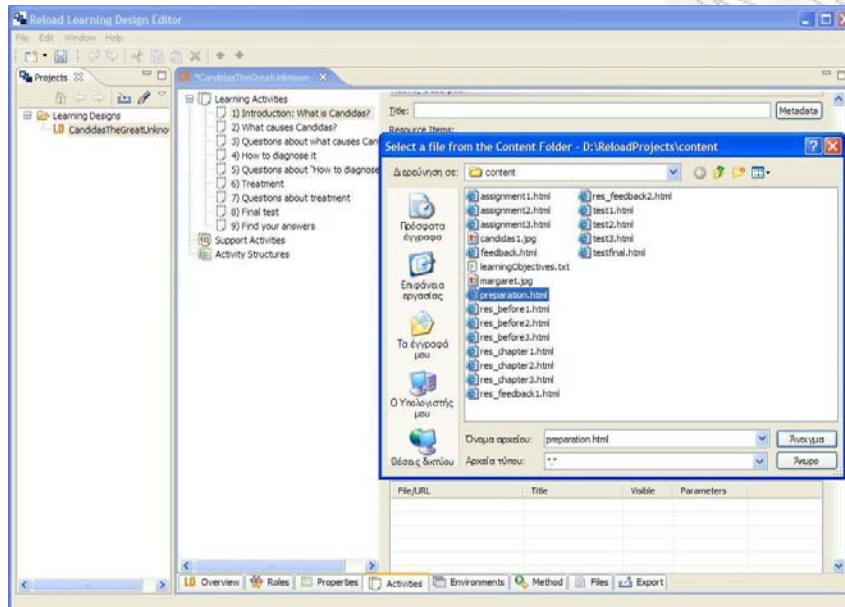 Reload Learning Design Editor
File Edit Window Help
Projects
*CandidasTheGreatUnknown
Learning Designs
CandidasTheGreatUnkno
Learning Activities
1) Introduction: What is Candidas?
2) What causes Candidas?
3) Questions about what causes Can
4) How to diagnose it
5) Questions about "How to diagnose
6) Treatment
7) Questions about treatment
8) Final test
9) Find your answers
Support Activities
Activity Structures
Title:
Metadata
Resource Items:
Select a file from the Content Folder - D:\ReloadProjects\content
Διερεύνηση σε:
content
Πρόσφατα
έγγραφα
Επιφάνεια
εργασίας
Τα έγγραφά
μου
Ο Υπολογιστής
μου
Θέσεις δικτύου
assignment1.html
assignment2.html
assignment3.html
candidas1.jpg
feedback.html
learningObjectives.txt
margaret.jpg
preparation.html
res_before1.html
res_before2.html
res_before3.html
res_chapter1.html
res_chapter2.html
res_chapter3.html
res_feedback1.html
res_feedback2.html
test1.html
test2.html
test3.html
testfinal.html
Όνομα αρχείου:
preparation.html
Άνοιγμα
Αρχεία τύπου:
*.*
Άκυρο
File/URL Title Visible Parameters
LD Overview Roles Properties Activities Environments Method Files Export